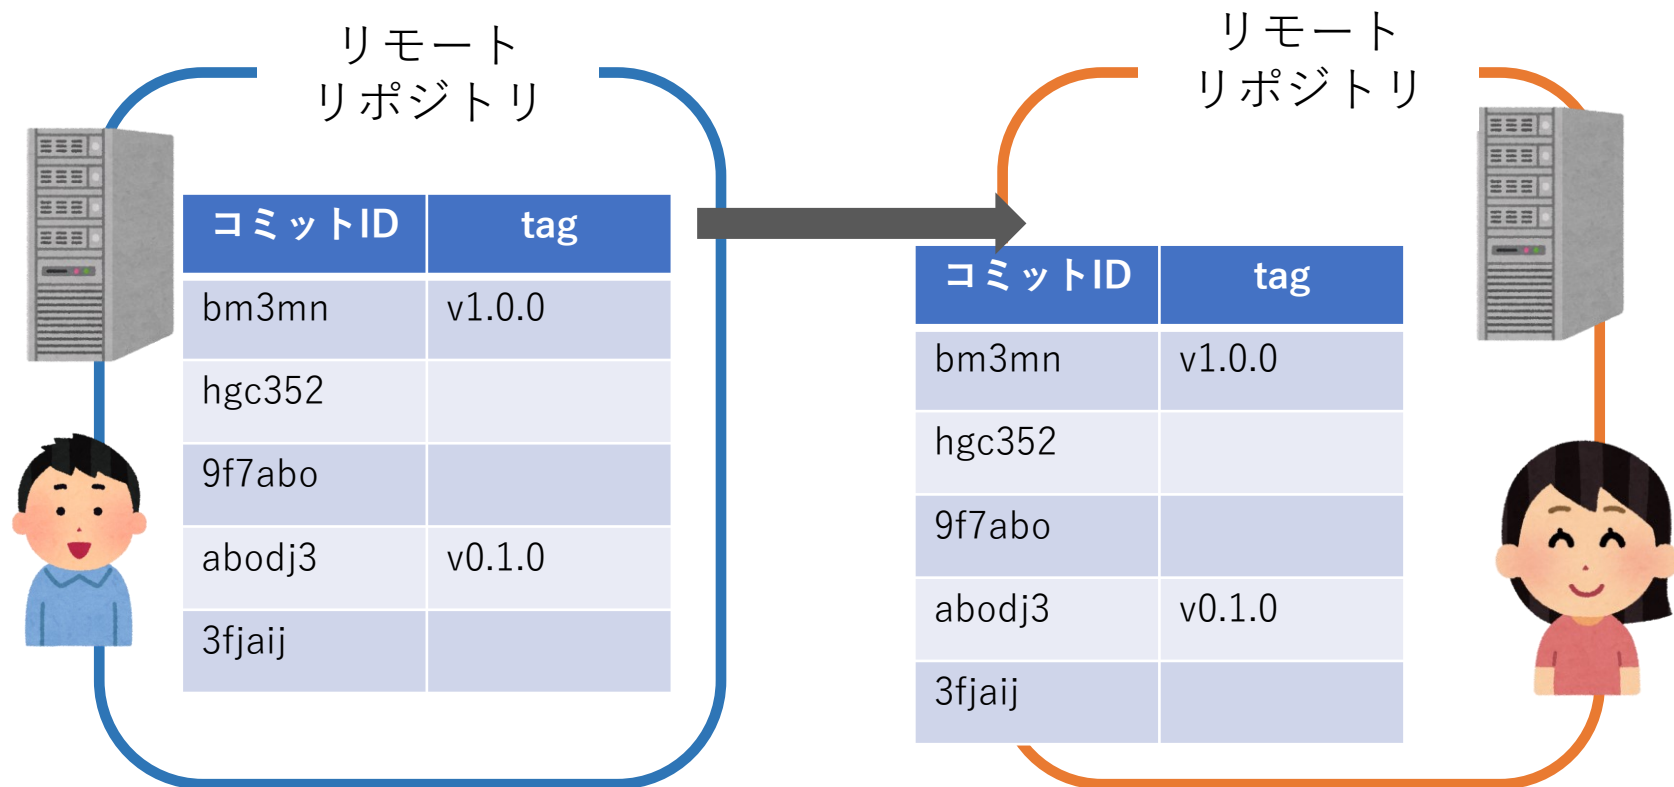 リモート
リポジトリ
コミットID tag
bm3mn v1.0.0
hgc352
9f7abo
abodj3 v0.1.0
3fjaij
リモート
リポジトリ
コミットID tag
bm3mn v1.0.0
hgc352
9f7abo
abodj3 v0.1.0
3fjaij